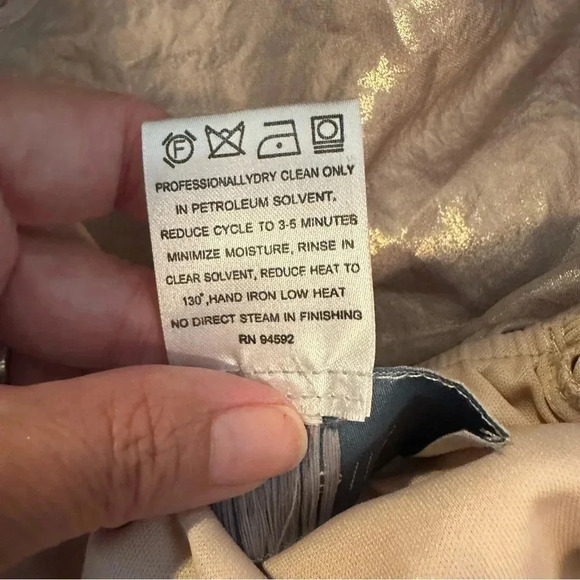 F
PROFESSIONALLYDRY CLEAN ONLY
IN PETROLEUM SOLVENT,
REDUCE CYCLE TO 3-5 MINUTES
MINIMIZE MOISTURE, RINSE IN
CLEAR SOLVENT, REDUCE HEAT TO
130°,HAND IRON LOW HEAT
NO DIRECT STEAM IN FINISHING
RN 94592